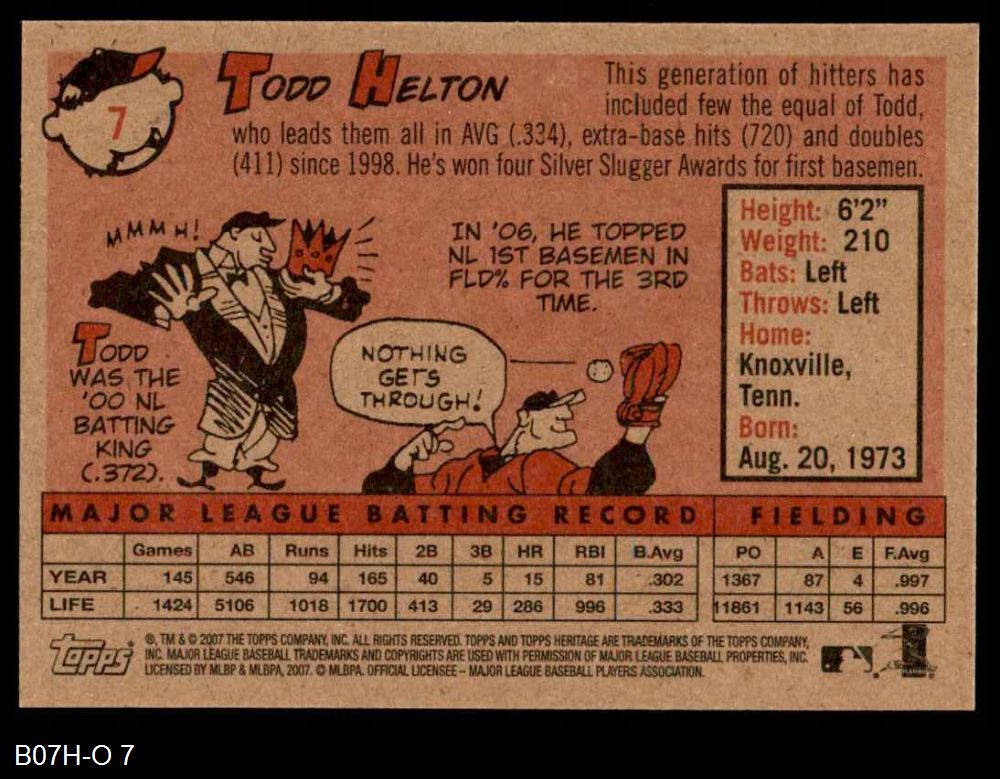 7
TODD HELTON
This generation of hitters has
included few the equal of Todd,
who leads them all in AVG (.334), extra-base hits (720) and doubles
(411) since 1998. He's won four Silver Slugger Awards for first basemen.
MMMH!
TODD
WAS THE
'00 NL
BATTING
KING
(.372).
IN '06, HE TOPPED
NL 1ST BASEMEN IN
FLD% FOR THE 3RD
TIME.
NOTHING
GETS
THROUGH!
Height: 6'2"
Weight: 210
Bats: Left
Throws: Left
Home:
Knoxville,
Tenn.
Born:
Aug. 20, 1973
MAJOR LEAGUE BATTING RECORD FIELDING
Games AB Runs Hits 2B 3B HR RBI B.Avg PO A E F.Avg
YEAR 145 546 94 165 40 5 15 81 .302 1367 87 4 .997
LIFE 1424 5106 1018 1700 413 29 286 996 .333 11861 1143 56 .996
Topps
®, TM & © 2007 THE TOPPS COMPANY, INC. ALL RIGHTS RESERVED. TOPPS AND TOPPS HERITAGE ARE TRADEMARKS OF THE TOPPS COMPANY,
INC. MAJOR LEAGUE BASEBALL TRADEMARKS AND COPYRIGHTS ARE USED WITH PERMISSION OF MAJOR LEAGUE BASEBALL PROPERTIES, INC.
LICENSED BY MLBP & MLBPA, 2007. © MLBPA. OFFICIAL LICENSEE – MAJOR LEAGUE BASEBALL PLAYERS ASSOCIATION.
B07H-O 7